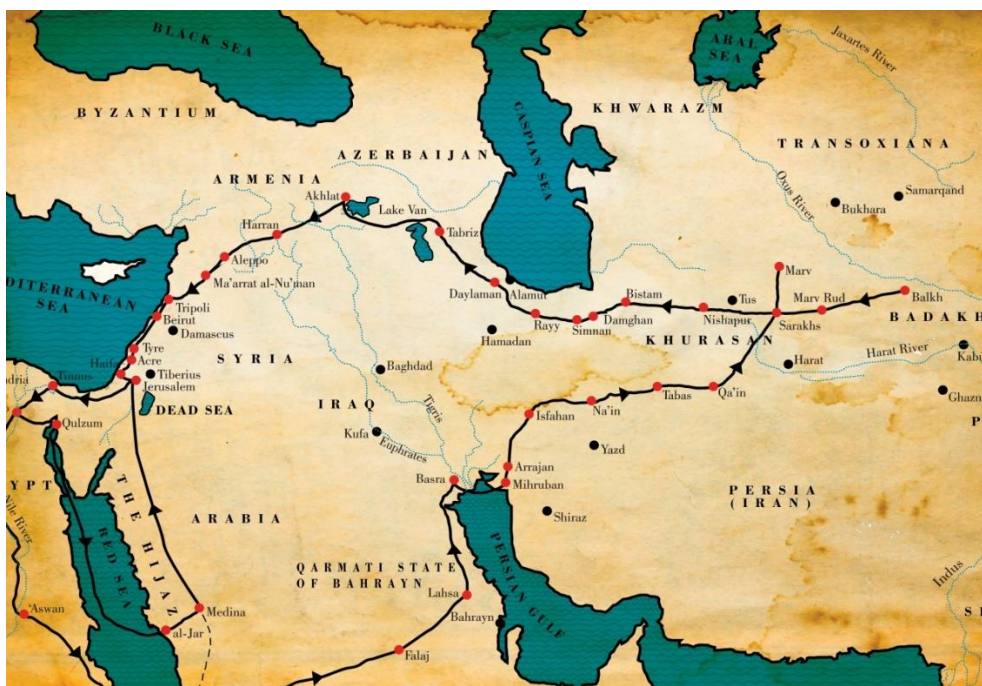 BLACK SEA
ARAL
SEA
Jaxartes River
BYZANTIUM
CASPIAN SEA
KHWARAZM
TRANSOXIANA
AZERBAIJAN
ARMENIA
Akhlat
Lake Van
Oxus River
Samarqand
Bukhara
Harran
Tabriz
Aleppo
Ma'arrat al-Nu'man
DITERRANEAN
SEA
Tripoli
Beirut
Damascus
Daylaman
Alamut
Bistam
Marv
Tus
Marv Rud
Balkh
Rayy
Simnan
Damghan
Nishapur
Sarakhs
BADAKH
Hamadan
KHURASAN
Harat
Harat River
Kabu
Tyre
Acre
Haifa
Tiberius
Jerusalem
SYRIA
Baghdad
Tinnus
ndria
DEAD SEA
Tabas
Qa'in
Ghazn
Qulzum
IRAQ
Tigris
Isfahan
Na'in
Kufa
Euphrates
Yazd
P
YPT
Nile River
THE HIJAZ
Basra
Arrajan
Mihruban
PERSIA
(IRAN)
RED SEA
ARABIA
Shiraz
QARMATI STATE
OF BAHRAYN
PERSIAN GULF
Indus
Aswan
Medina
Lahsa
Bahrayn
S
al-Jar
Falaj